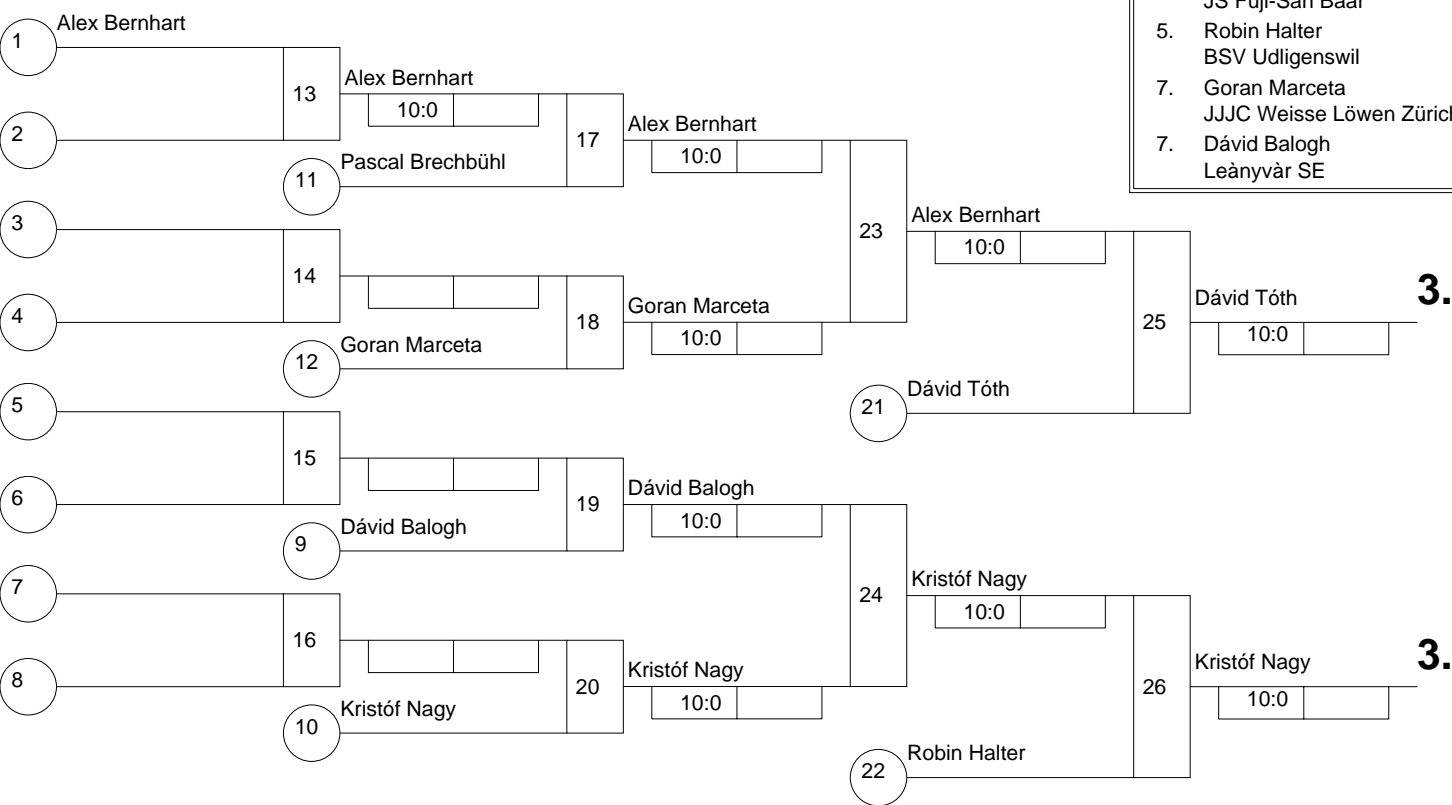 JS Fuji-San Baar
5. Robin Halter
BSV Udligenswil
7. Goran Marceta
JJJC Weisse Löwen Zürich
7. Dávid Balogh
Leànyvàr SE
1
Alex Bernhart
2
3
4
5
6
7
8
13
14
15
16
Alex Bernhart
10:0
11
Pascal Brechbühl
12
Goran Marceta
9
Dávid Balogh
10
Kristóf Nagy
17
18
19
20
Alex Bernhart
10:0
Goran Marceta
10:0
Dávid Balogh
10:0
Kristóf Nagy
10:0
23
24
Alex Bernhart
10:0
21
Dávid Tóth
Kristóf Nagy
10:0
22
Robin Halter
25
26
Dávid Tóth
10:0
3.
Kristóf Nagy
10:0
3.